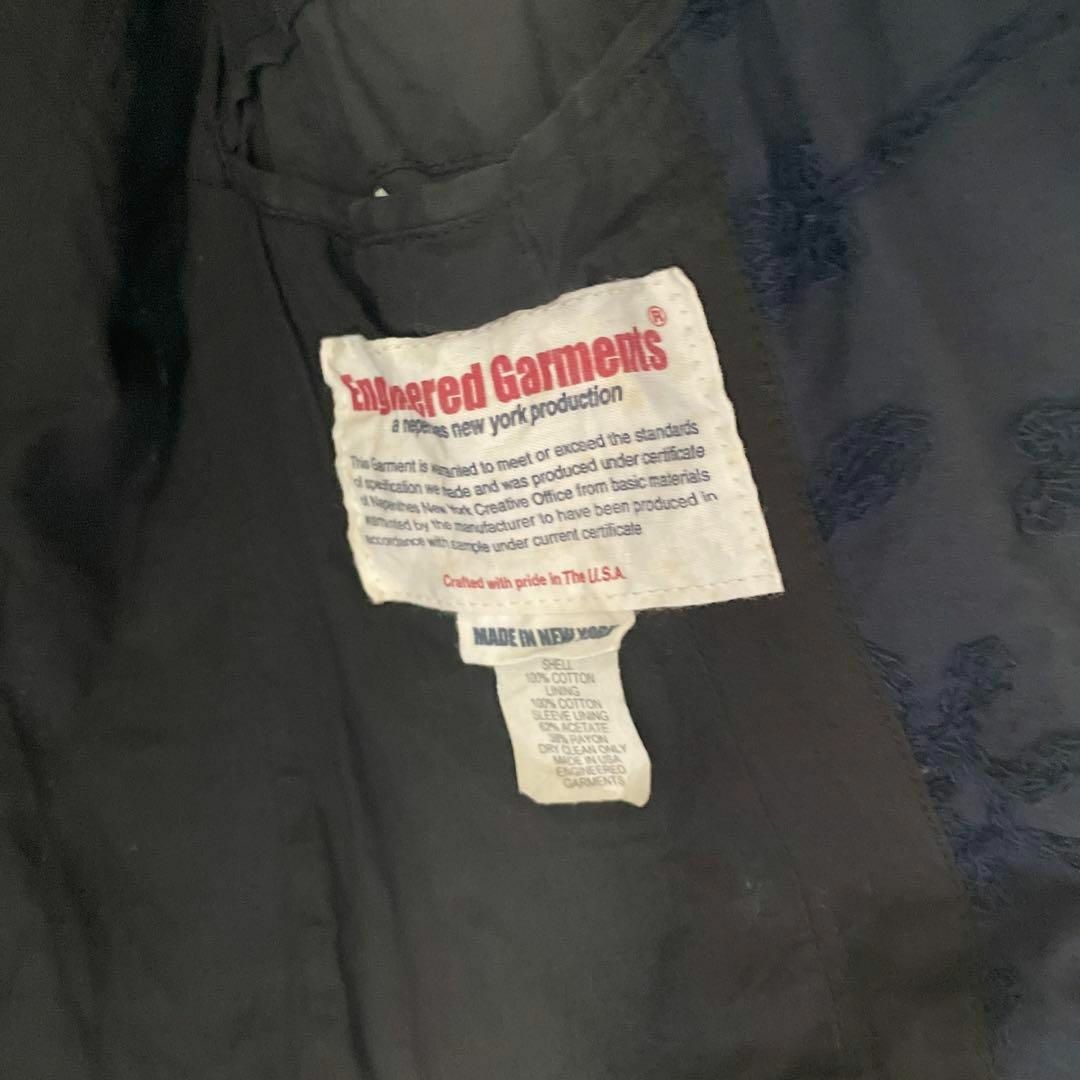 Engineered Garments®
a nepenthes new york production
This Garment is warranted to meet or exceed the standards
of specification we made and was produced under certificate
of Nepenthes New York Creative Office from basic materials
warranted by the manufacturer to have been produced in
accordance with sample under current certificate
Crafted with pride in The U.S.A.
MADE IN NEW YORK
SHELL
100% COTTON
LINING
100% COTTON
SLEEVE LINING
62% ACETATE
38% RAYON
DRY CLEAN ONLY
MADE IN USA
ENGINEERED
GARMENTS